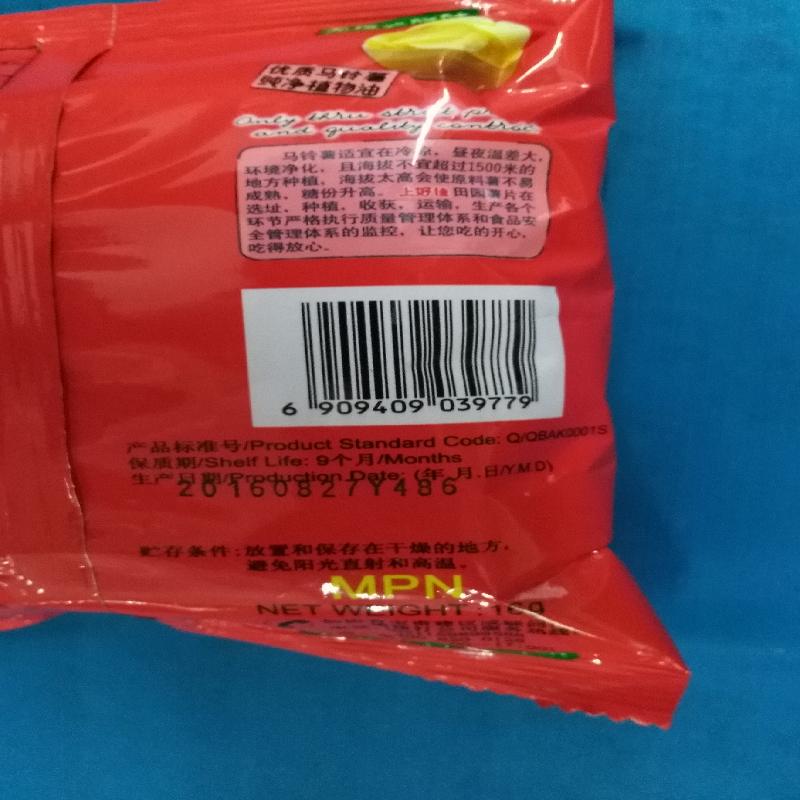 优质马铃薯
纯净植物油
Only thru strict
and quality control
马铃薯适宜在冷凉，昼夜温差大，
环境净化，且海拔不宜超过1500米的
地方种植，海拔太高会使原料薯不易
成熟，糖份升高。上好佳田园薯片在
选址，种植，收获，运输，生产各个
环节严格执行质量管理体系和食品安
全管理体系的监控，让您吃的开心，
吃得放心。
6 909409 039779
产品标准号/Product Standard Code: Q/QBAK0001S
保质期/Shelf Life: 9个月/Months
生产日期/Production Date: (年.月.日/Y.M.D)
20160827Y486
贮存条件:放置和保存在干燥的地方，
避免阳光直射和高温。
MPN
NET WEIGHT :16g